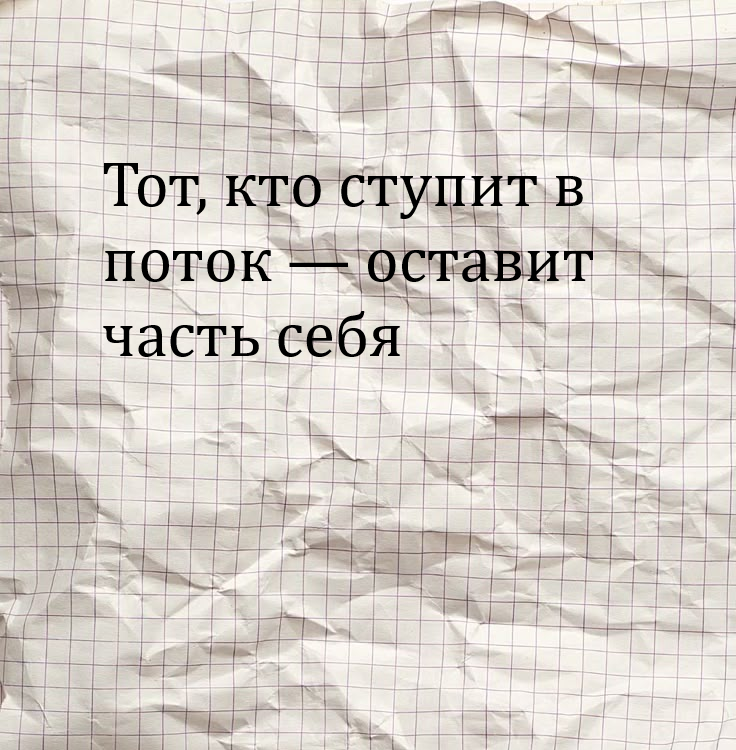 Тот, кто ступит в
поток — оставит
часть себя